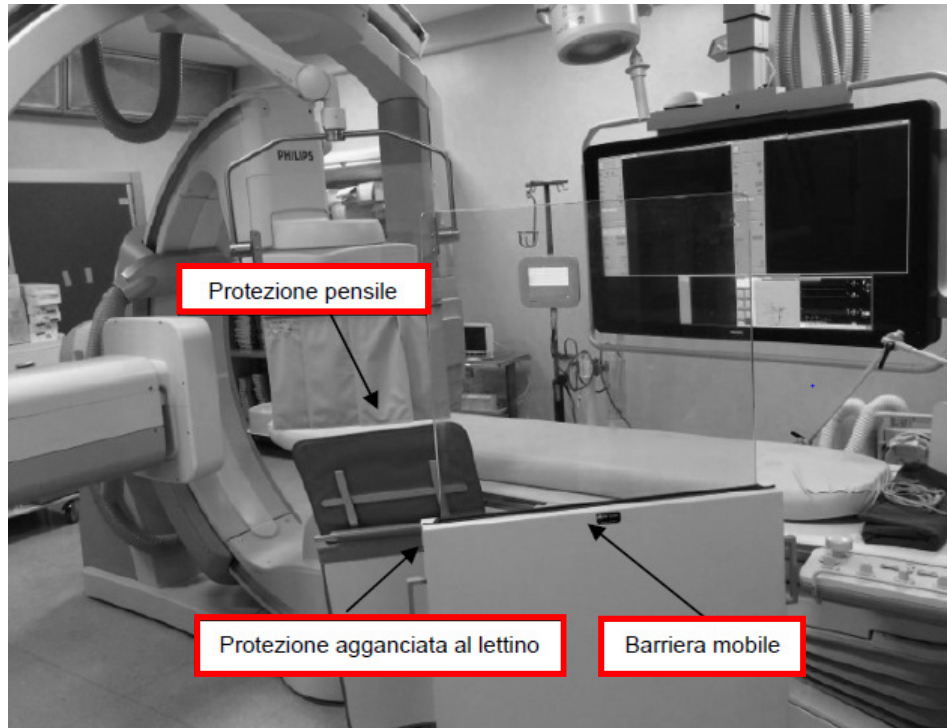 PHILIPS
Protezione pensile
Protezione agganciata al lettino
Barriera mobile